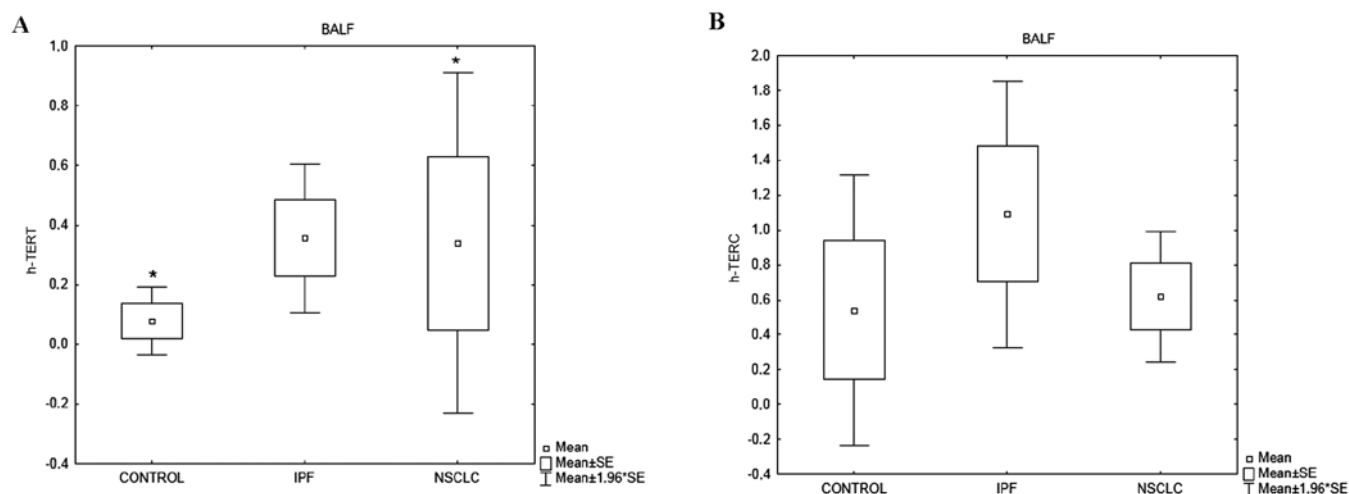 A
BALF
*
*
1.0
0.8
0.6
0.4
0.2
0.0
-0.2
-0.4
h-TERT
CONTROL IPF NSCLC
Mean
Mean±SE
Mean±1.96*SE
B
BALF
2.0
1.8
1.6
1.4
1.2
1.0
0.8
0.6
0.4
0.2
0.0
-0.2
-0.4
h-TERC
CONTROL IPF NSCLC
Mean
Mean±SE
Mean±1.96*SE